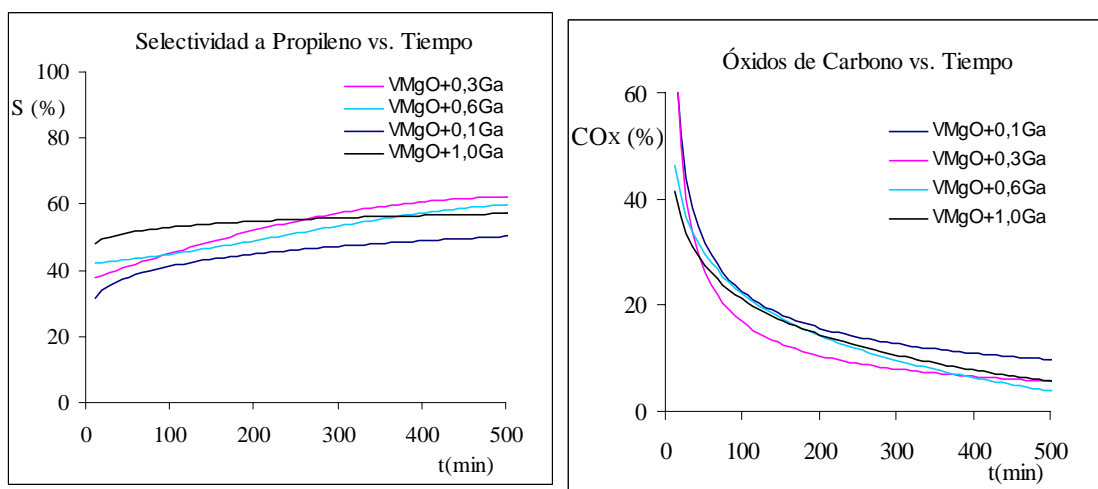 Selectividad a Propileno vs. Tiempo
S (%)
100
80
60
40
20
0
VMgO+0,3Ga
VMgO+0,6Ga
VMgO+0,1Ga
VMgO+1,0Ga
0 100 200 300 400 500
t(min)
Óxidos de Carbono vs. Tiempo
COx (%)
60
40
20
0
VMgO+0,1Ga
VMgO+0,3Ga
VMgO+0,6Ga
VMgO+1,0Ga
0 100 200 300 400 500
t(min)